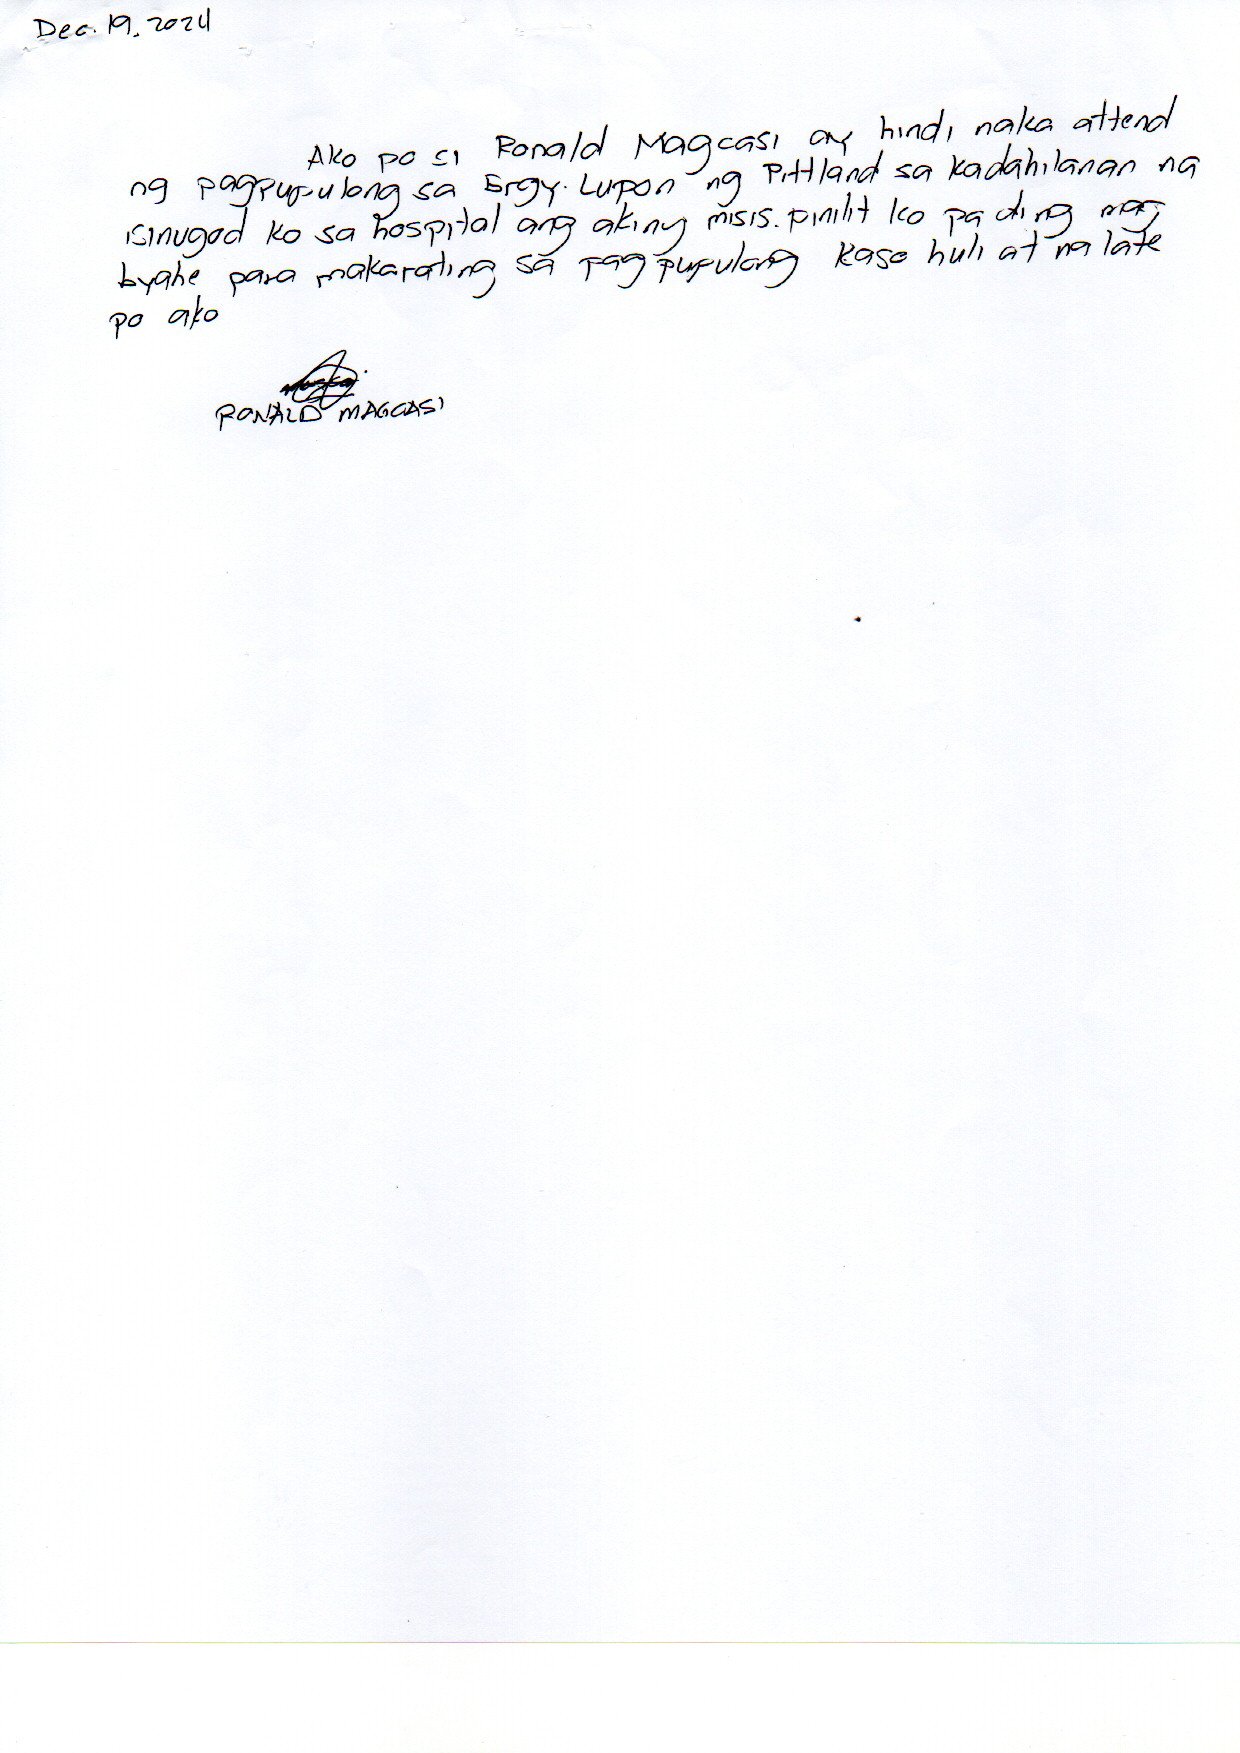 Dec. 19, 2024
Ako po si Ronald Magcasi ay hindi naka attend
ng pagpupulong sa Brgy. Lupon ng Pittland sa kadahilanan na
isinugod ko sa hospital ang aking misis. pinilit ko pa ding mag
byahe para makarating sa pag pupulong kaso huli at na late
po ako
RONALD MAGCASI